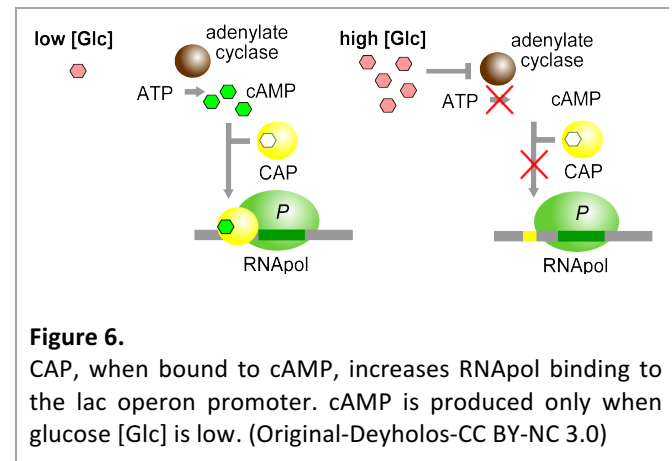 low [Glc]
adenylate
cyclase
ATP
cAMP
CAP
P
RNApol
high [Glc]
adenylate
cyclase
ATP
cAMP
CAP
P
RNApol
Figure 6.
CAP, when bound to cAMP, increases RNApol binding to
the lac operon promoter. cAMP is produced only when
glucose [Glc] is low. (Original-Deyholos-CC BY-NC 3.0)